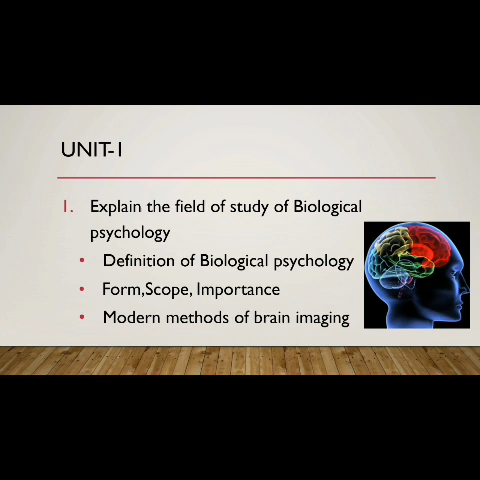 UNIT-1
1. Explain the field of study of Biological
psychology
• Definition of Biological psychology
• Form,Scope, Importance
• Modern methods of brain imaging